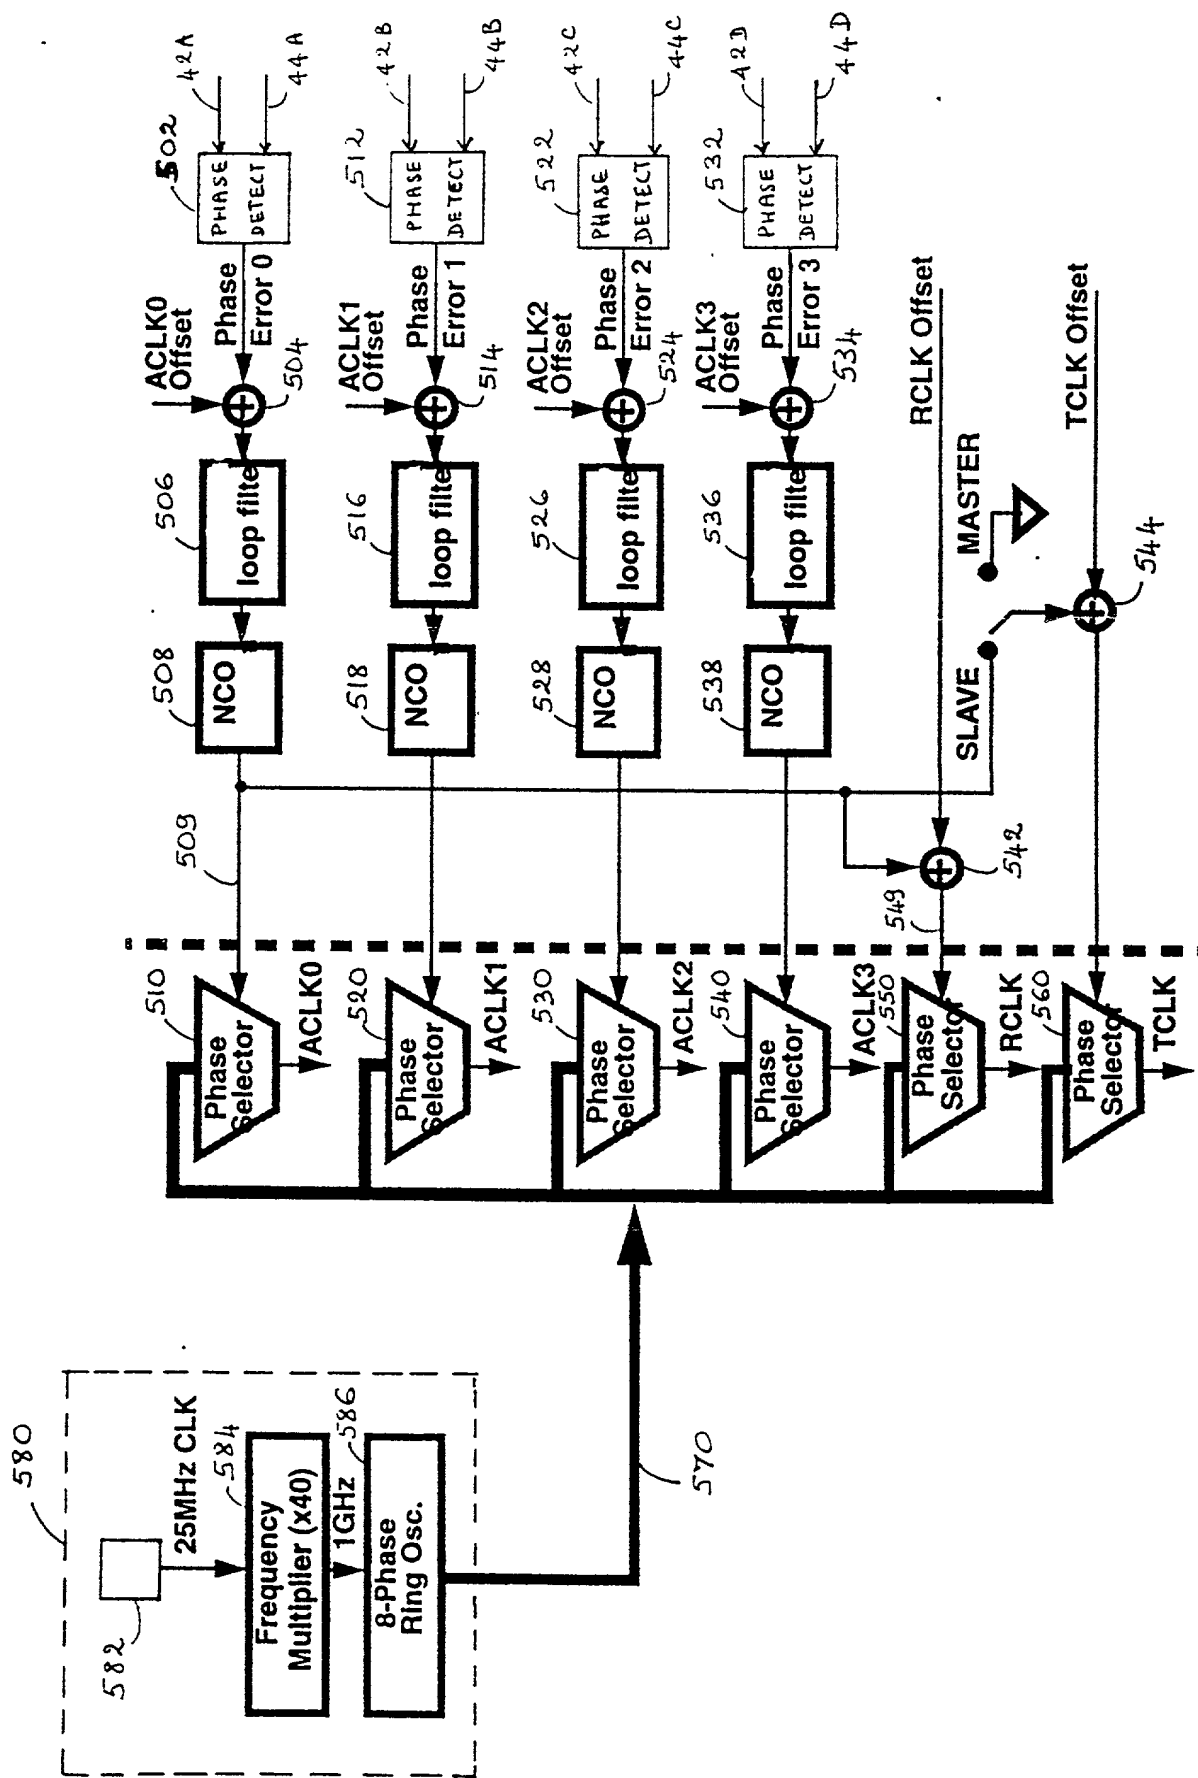 580
582
25MHz CLK
584
Frequency
Multiplier (x40)
1GHz
586
8-Phase
Ring Osc.
570
510
Phase
Selector
ACLK0
509
508
NCO
506
loop filte
ACLK0
Offset
504
Phase
Error 0
502
PHASE
DETECT
42A
44A
520
Phase
Selector
ACLK1
518
NCO
516
loop filte
ACLK1
Offset
514
Phase
Error 1
512
PHASE
DETECT
42B
44B
530
Phase
Selector
ACLK2
528
NCO
526
loop filte
ACLK2
Offset
524
Phase
Error 2
522
PHASE
DETECT
42C
44C
540
Phase
Selector
ACLK3
538
NCO
536
loop filte
ACLK3
Offset
534
Phase
Error 3
532
PHASE
DETECT
42D
44D
550
Phase
Selector
RCLK
549
542
RCLK Offset
SLAVE
MASTER
560
Phase
Selector
TCLK
544
TCLK Offset